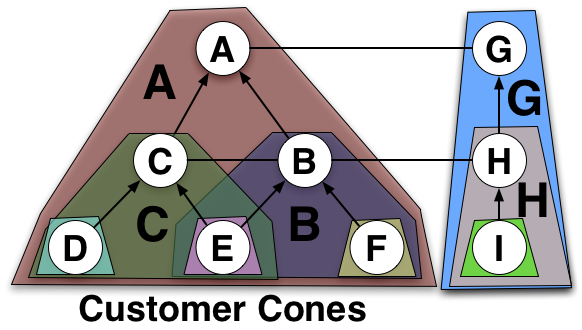 A G
A G
C B H
H
C B
D E F I
Customer Cones